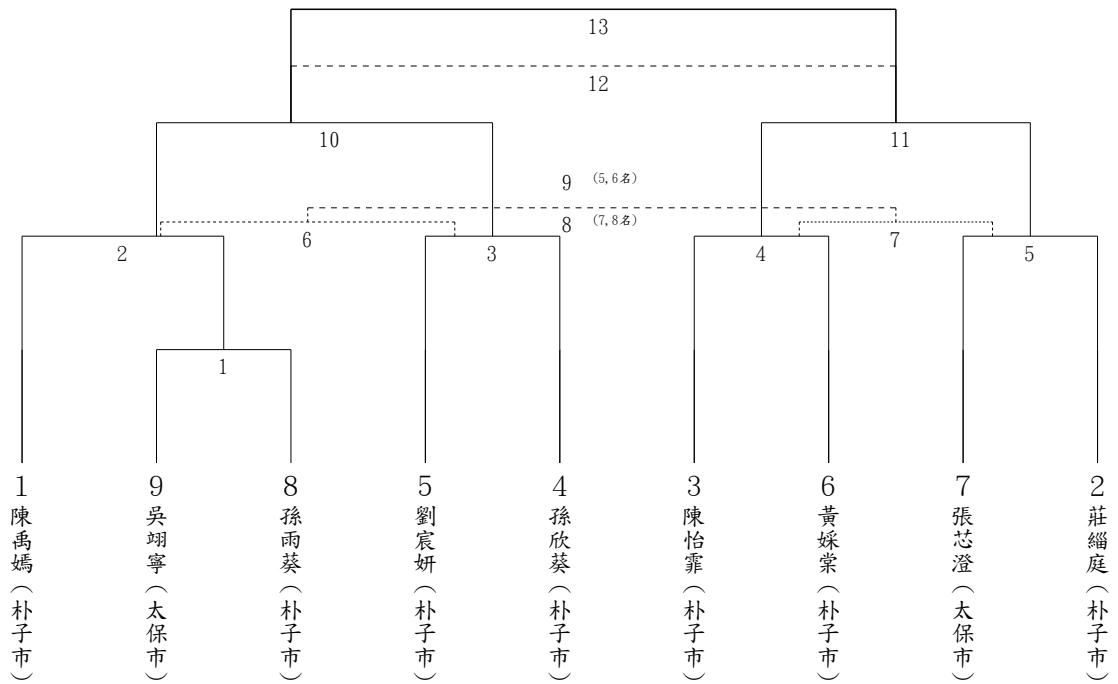 13
12
10
11
9 (5,6名)
8 (7,8名)
6
7
2
3
4
5
1
1 陳禹嫣(朴子市)
9 吳翊寧(太保市)
8 孫雨葵(朴子市)
5 劉宸妍(朴子市)
4 孫欣葵(朴子市)
3 陳怡霏(朴子市)
6 黃婇棠(朴子市)
7 張芯澄(太保市)
2 莊緇庭(朴子市)